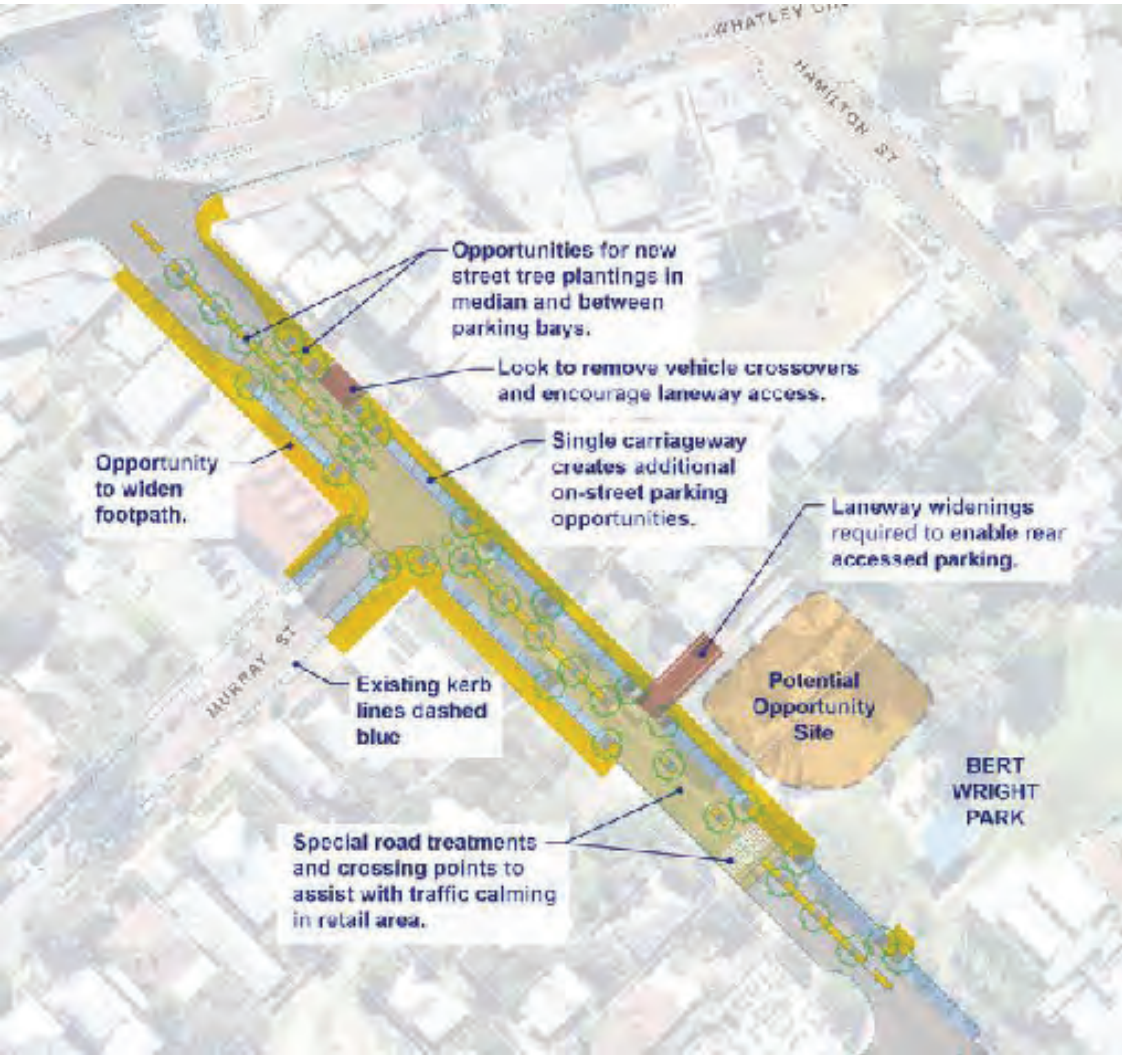 WHATLEY
HAMILTON ST
Opportunities for new
street tree plantings in
median and between
parking bays.
Look to remove vehicle crossovers
and encourage laneway access.
Single carriageway
creates additional
on-street parking
opportunities.
Opportunity
to widen
footpath.
Laneway widenings
required to enable rear
accessed parking.
MURRAY ST
Existing kerb
lines dashed
blue
Potential
Opportunity
Site
BERT
WRIGHT
PARK
Special road treatments
and crossing points to
assist with traffic calming
in retail area.